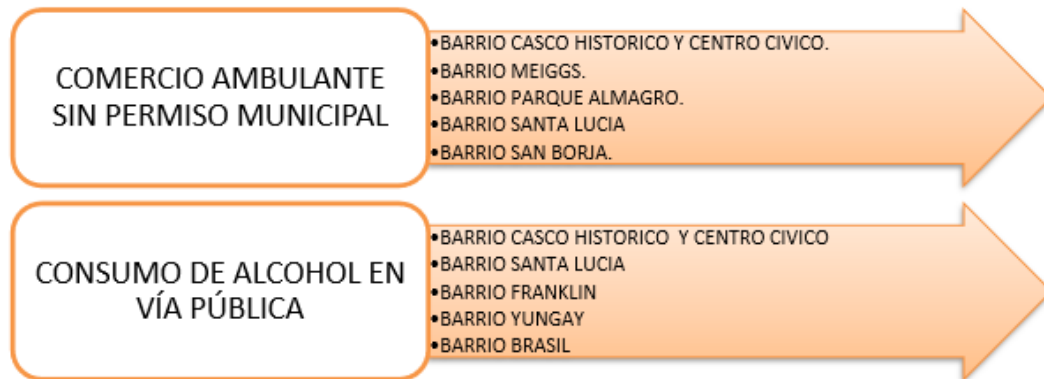 COMERCIO AMBULANTE
SIN PERMISO MUNICIPAL
•BARRIO CASCO HISTORICO Y CENTRO CIVICO.
•BARRIO MEIGGS.
•BARRIO PARQUE ALMAGRO.
•BARRIO SANTA LUCIA
•BARRIO SAN BORJA.
CONSUMO DE ALCOHOL EN
VÍA PÚBLICA
•BARRIO CASCO HISTORICO  Y CENTRO CIVICO
•BARRIO SANTA LUCIA
•BARRIO FRANKLIN
•BARRIO YUNGAY
•BARRIO BRASIL